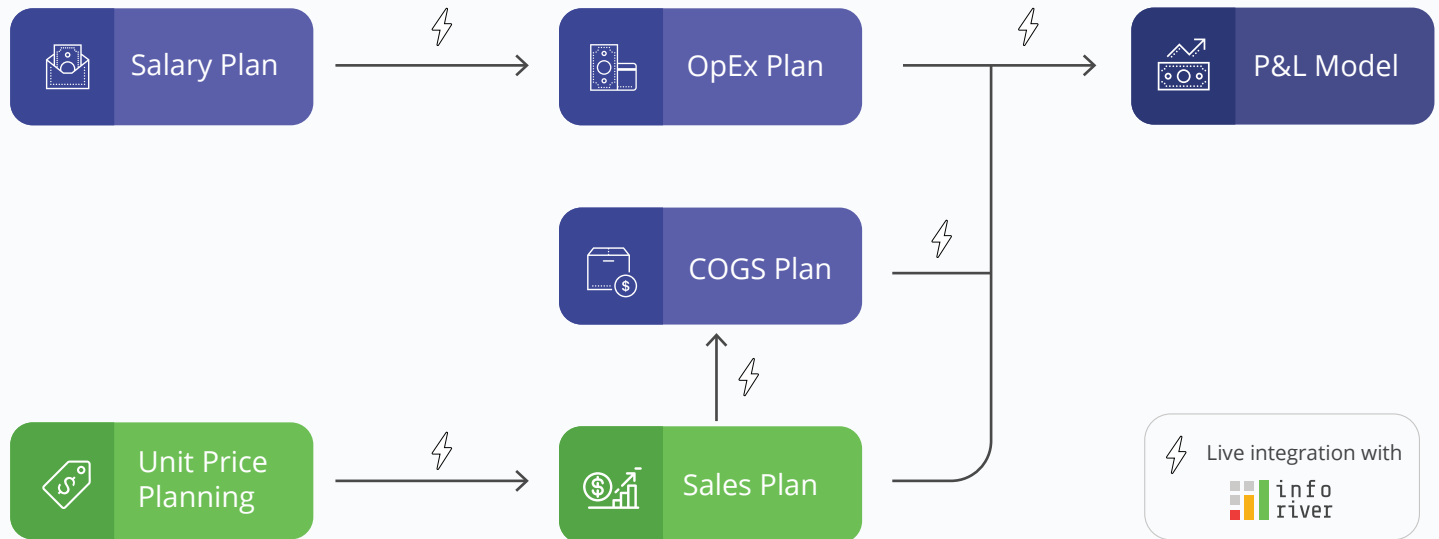 Salary Plan
OpEx Plan
P&L Model
COGS Plan
$
Unit Price
Planning
$
$
Sales Plan
Live integration with
info
river